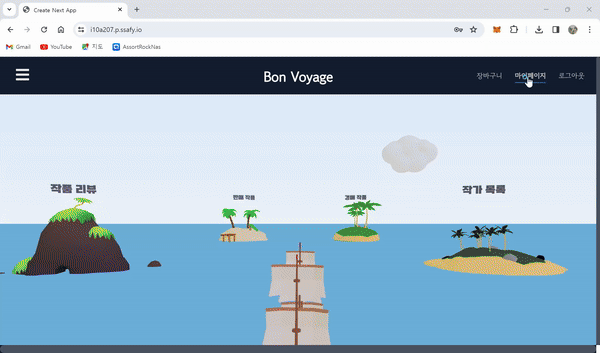 Create Next App
i10a207.p.ssafy.io
Gmail YouTube 지도 AssortRockNas
Bon Voyage
장바구니 마이페이지 로그아웃
작품 리뷰
판매 작품
경매 작품
작가 목록